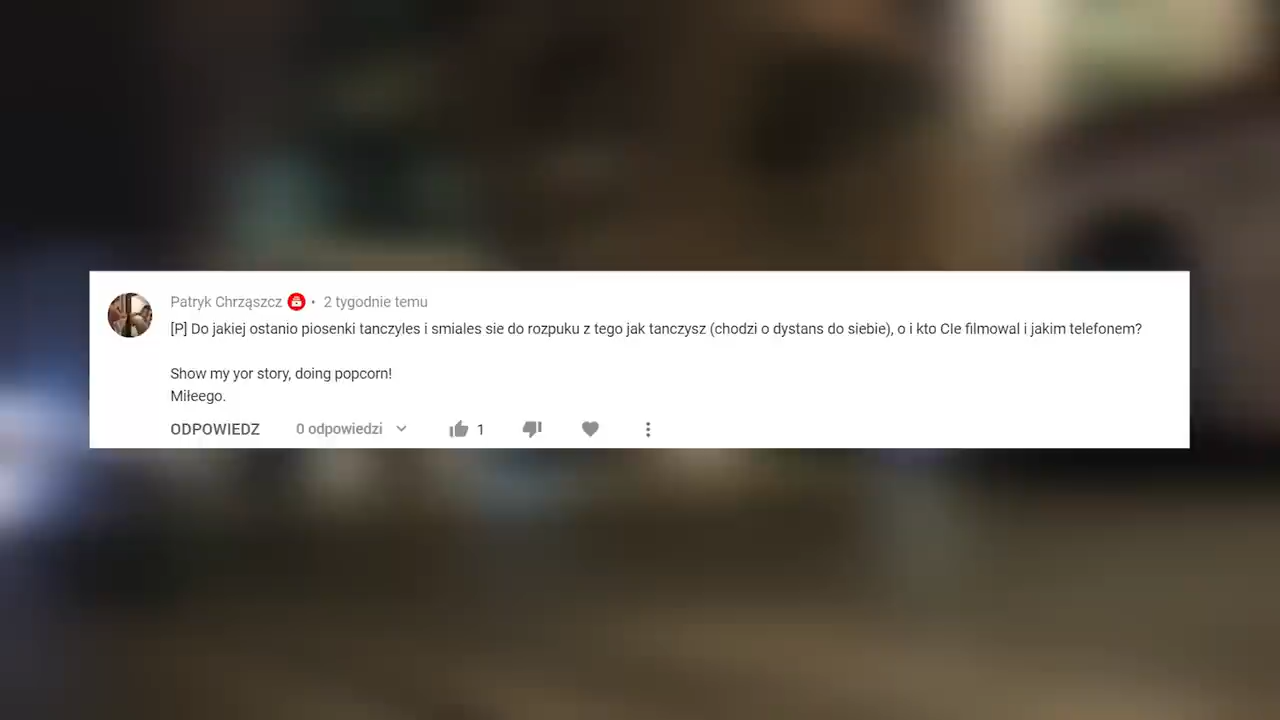 Patryk Chrząszcz • 2 tygodnie temu
[P] Do jakiej ostanio piosenki tanczyles i smiales sie do rozpuku z tego jak tanczysz (chodzi o dystans do siebie), o i kto CIe filmowal i jakim telefonem?
Show my yor story, doing popcorn!
Miłeego.
ODPOWIEDZ 0 odpowiedzi 1